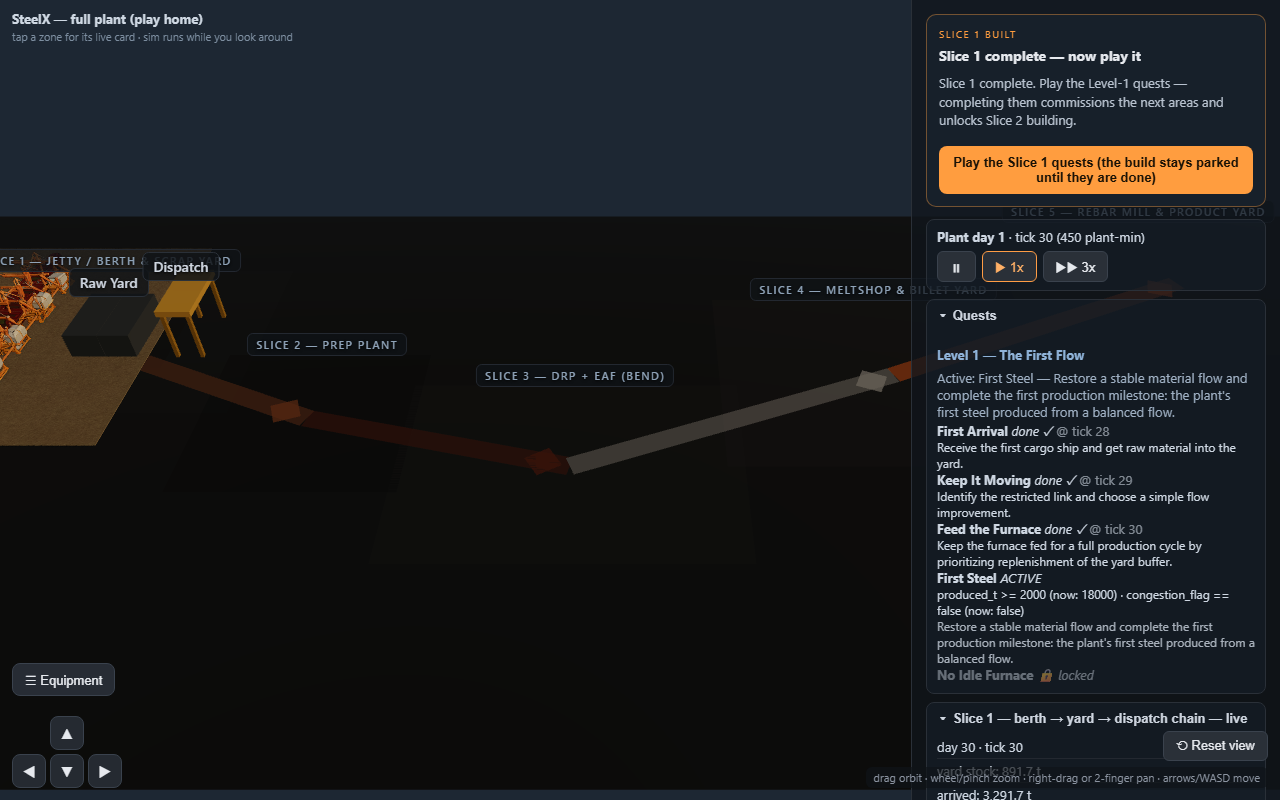 SteelX — full plant (play home)
tap a zone for its live card · sim runs while you look around
SLICE 1 BUILT
Slice 1 complete — now play it
Slice 1 complete. Play the Level-1 quests —
completing them commissions the next areas and
unlocks Slice 2 building.
Play the Slice 1 quests (the build stays parked
until they are done)
SLICE 5 — REBAR MILL & PRODUCT YARD
Plant day 1 · tick 30 (450 plant-min)
⏸
▶ 1x
▶▶ 3x
CE 1 — JETTY / BERTH & SCRAP YARD
Dispatch
Raw Yard
SLICE 4 — MELTSHOP & BILLET YARD
SLICE 2 — PREP PLANT
SLICE 3 — DRP + EAF (BEND)
Quests
Level 1 — The First Flow
Active: First Steel — Restore a stable material flow and
complete the first production milestone: the plant's
first steel produced from a balanced flow.
First Arrival done ✓ @ tick 28
Receive the first cargo ship and get raw material into the
yard.
Keep It Moving done ✓ @ tick 29
Identify the restricted link and choose a simple flow
improvement.
Feed the Furnace done ✓ @ tick 30
Keep the furnace fed for a full production cycle by
prioritizing replenishment of the yard buffer.
First Steel ACTIVE
produced_t >= 2000 (now: 18000) · congestion_flag ==
false (now: false)
Restore a stable material flow and complete the first
production milestone: the plant's first steel produced from a
balanced flow.
No Idle Furnace 🔒 locked
Slice 1 — berth → yard → dispatch chain — live
day 30 · tick 30
yard stock: 891.7 t
arrived: 3,291.7 t
☰ Equipment
▲
◀ ▼ ▶
⟲ Reset view
drag orbit · wheel/pinch zoom · right-drag or 2-finger pan · arrows/WASD move